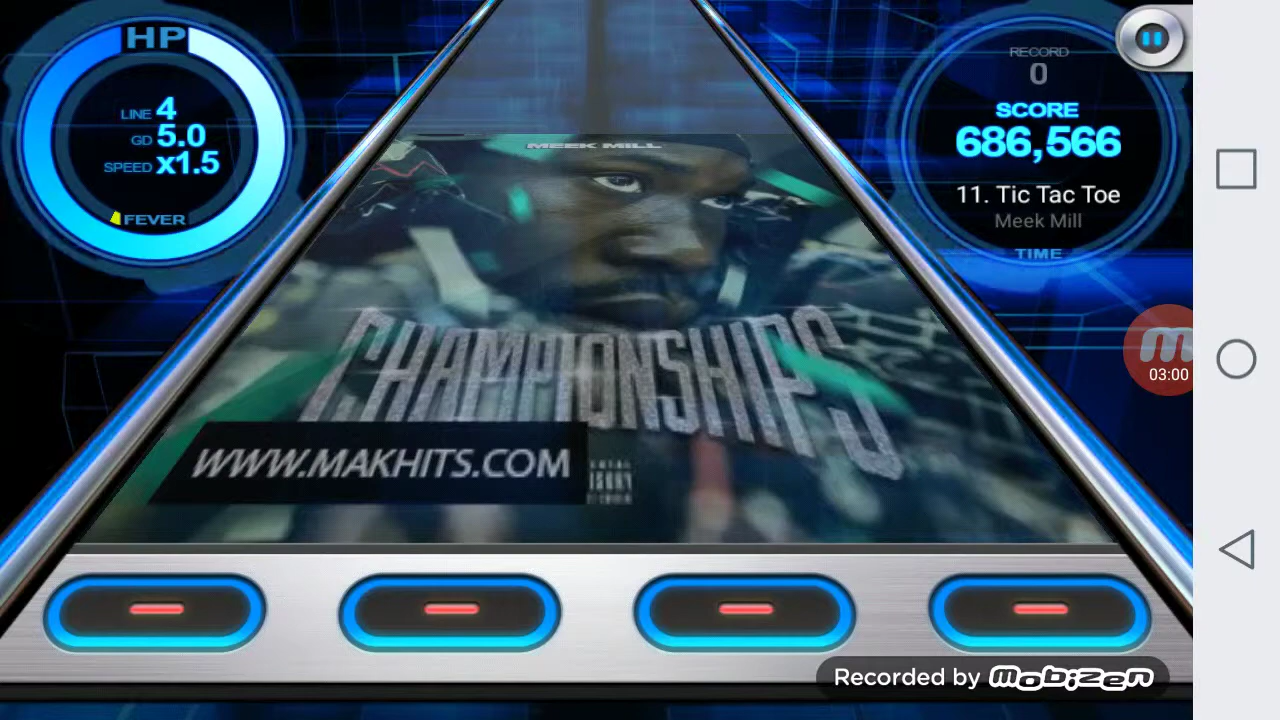 HP
LINE 4
GD 5.0
SPEED x1.5
FEVER
RECORD
0
SCORE
686,566
11. Tic Tac Toe
Meek Mill
TIME
MEEK MILL
CHAMPIONSHIPS
WWW.MAKHITS.COM
m
03:00
Recorded by mobizen